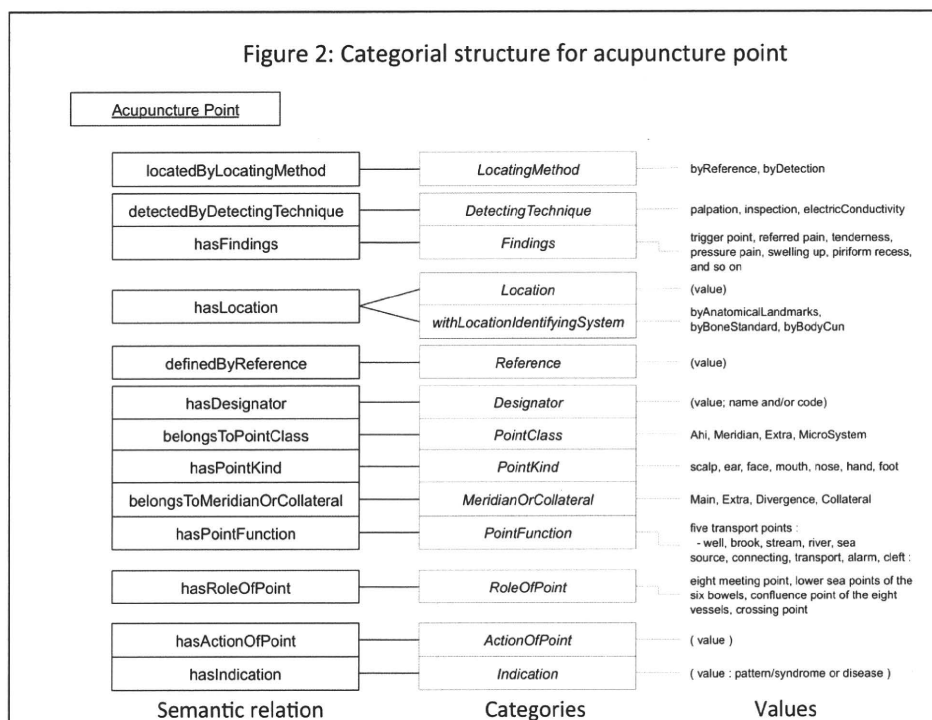 Figure 2: Categorial structure for acupuncture point
Acupuncture Point
locatedByLocatingMethod LocatingMethod byReference, byDetection
detectedByDetectingTechnique DetectingTechnique palpation, inspection, electricConductivity
hasFindings Findings trigger point, referred pain, tenderness,
pressure pain, swelling up, piriform recess,
and so on
hasLocation
Location (value)
withLocationIdentifyingSystem byAnatomicalLandmarks,
byBoneStandard, byBodyCun
definedByReference Reference (value)
hasDesignator Designator (value; name and/or code)
belongsToPointClass PointClass Ahi, Meridian, Extra, MicroSystem
hasPointKind PointKind scalp, ear, face, mouth, nose, hand, foot
belongsToMeridianOrCollateral MeridianOrCollateral Main, Extra, Divergence, Collateral
hasPointFunction PointFunction five transport points :
- well, brook, stream, river, sea
source, connecting, transport, alarm, cleft :
hasRoleOfPoint RoleOfPoint eight meeting point, lower sea points of the
six bowels, confluence point of the eight
vessels, crossing point
hasActionOfPoint ActionOfPoint ( value )
hasIndication Indication ( value : pattern/syndrome or disease )
Semantic relation Categories Values